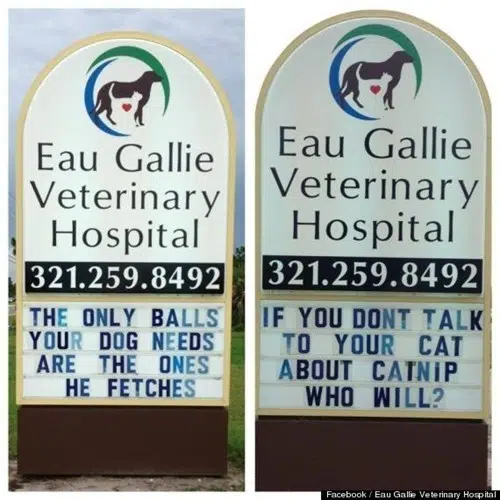 Eau Gallie
Veterinary
Hospital
321.259.8492
THE ONLY BALLS
YOUR DOG NEEDS
ARE THE ONES
HE FETCHES
Eau Gallie
Veterinary
Hospital
321.259.8492
IF YOU DONT TALK
TO YOUR CAT
ABOUT CATNIP
WHO WILL?
Facebook / Eau Gallie Veterinary Hospital